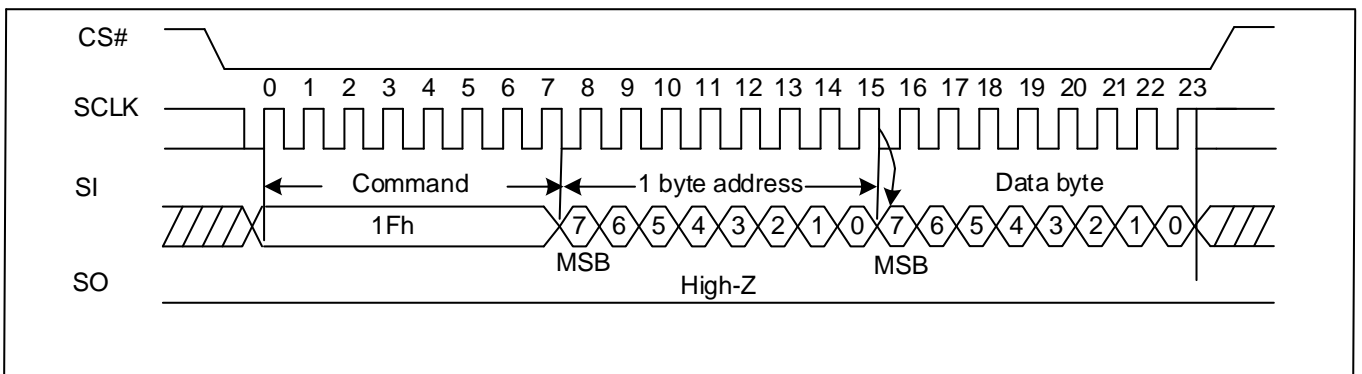 CS#
0 1 2 3 4 5 6 7 8 9 10 11 12 13 14 15 16 17 18 19 20 21 22 23
SCLK
SI
Command
1 byte address
Data byte
1Fh
7 6 5 4 3 2 1 0 7 6 5 4 3 2 1 0
MSB
MSB
SO
High-Z